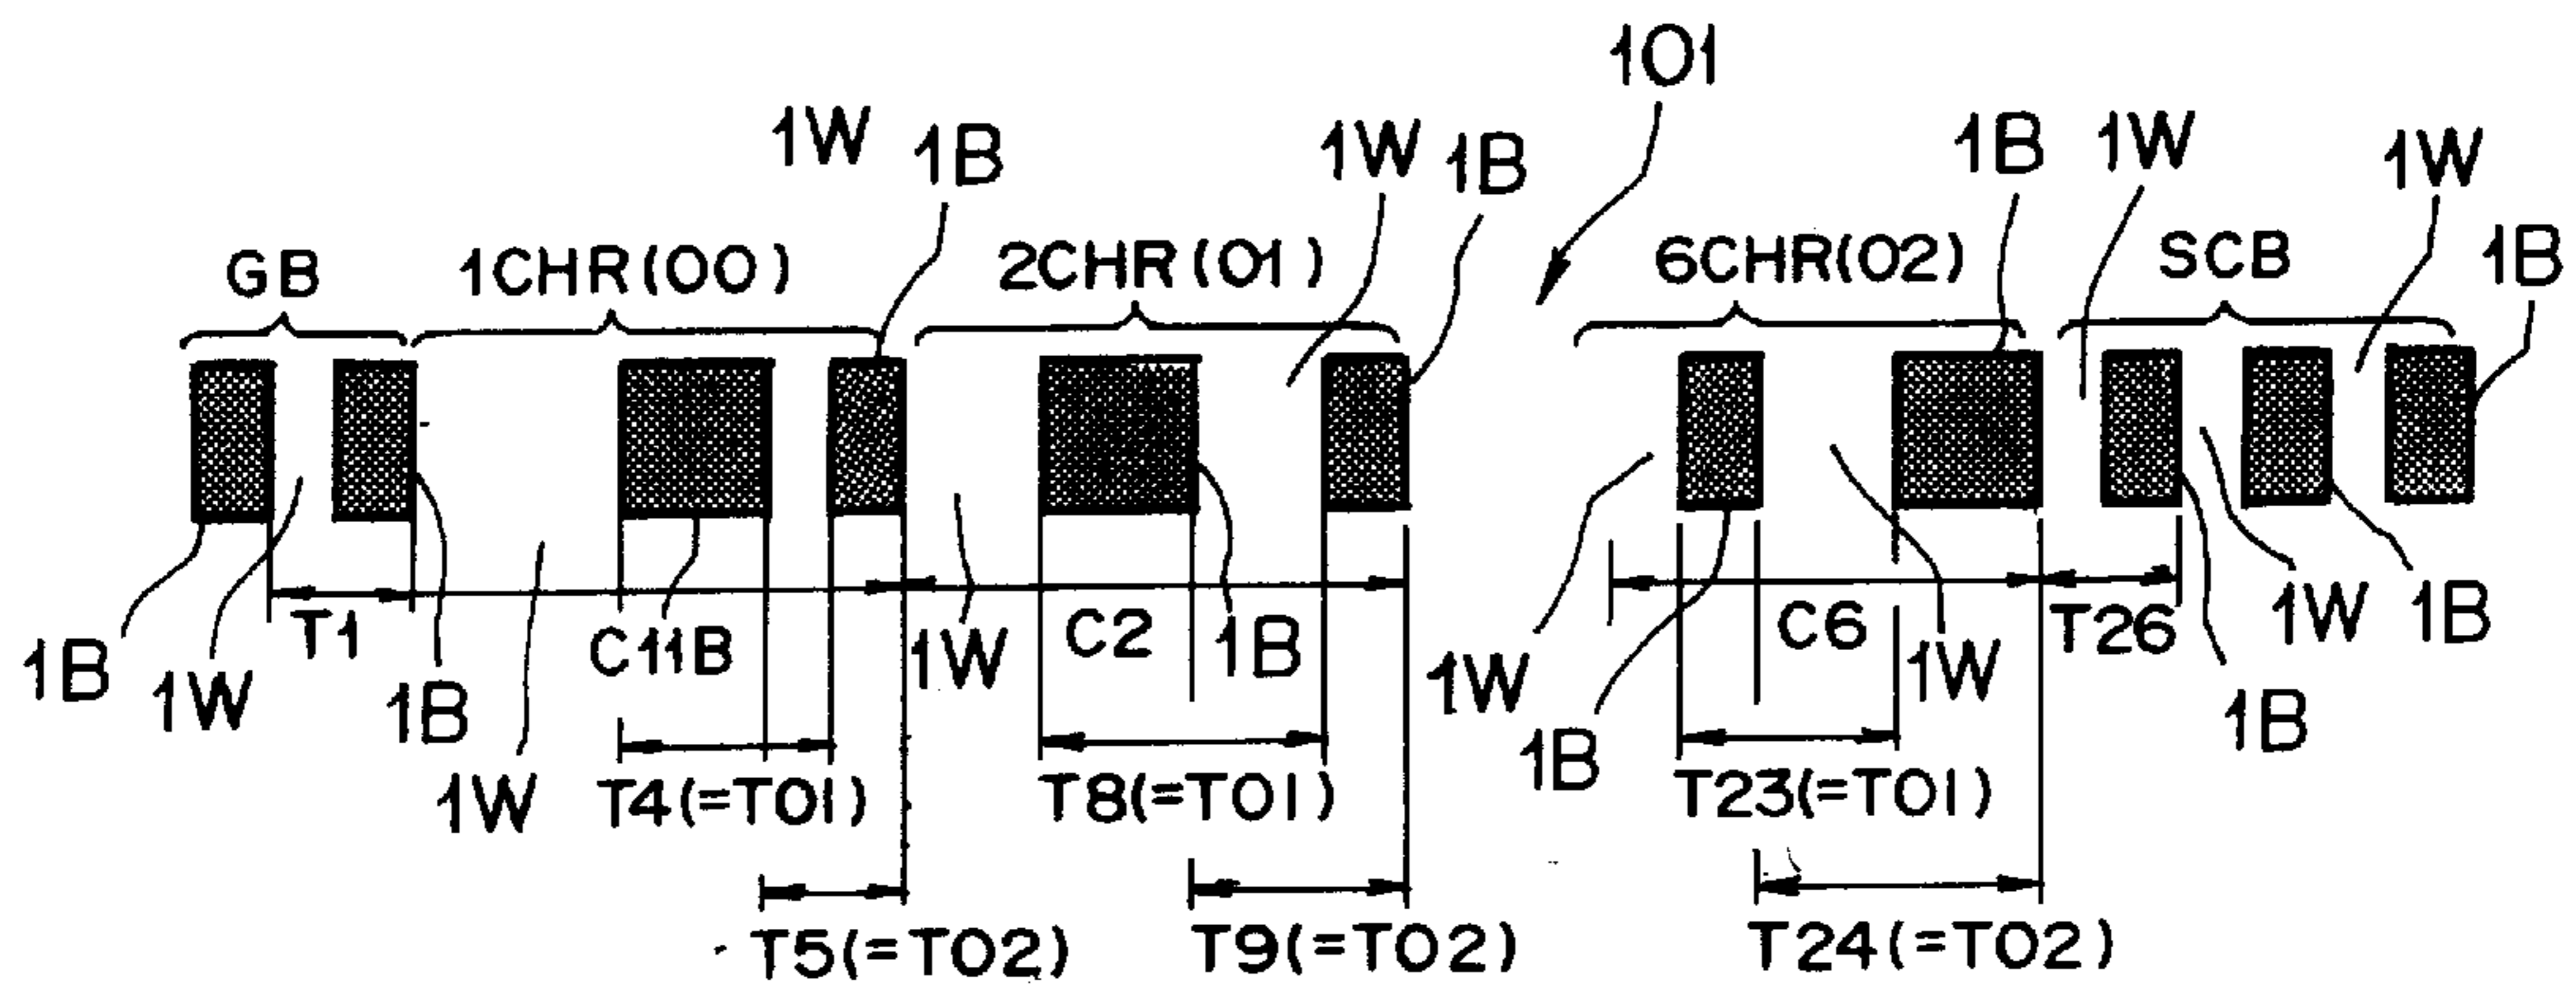 101
1W 1B 1W 1B 1B 1W 1W
GB 1CHR(00) 2CHR(01) 6CHR(02) SCB 1B
T1 C11B 1W C2 1B C6 1W T26 1W 1B
1B 1W 1B 1W 1B 1B
1W T4(=T01) T8(=T01) T23(=T01)
T5(=T02) T9(=T02) T24(=T02)